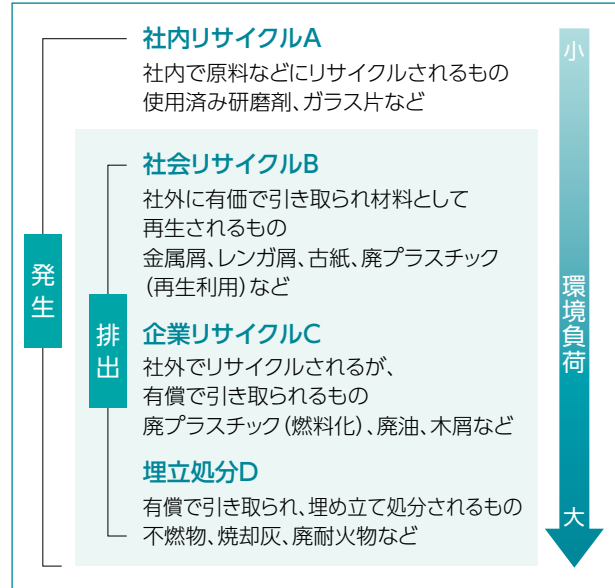 社内リサイクルA
社内で原料などにリサイクルされるもの
使用済み研磨剤、ガラス片など
社会リサイクルB
社外に有価で引き取られ材料として
再生されるもの
金属屑、レンガ屑、古紙、廃プラスチック
(再生利用)など
企業リサイクルC
社外でリサイクルされるが、
有償で引き取られるもの
廃プラスチック(燃料化)、廃油、木屑など
埋立処分D
有償で引き取られ、埋め立て処分されるもの
不燃物、焼却灰、廃耐火物など
発生
排出
小
環境負荷
大